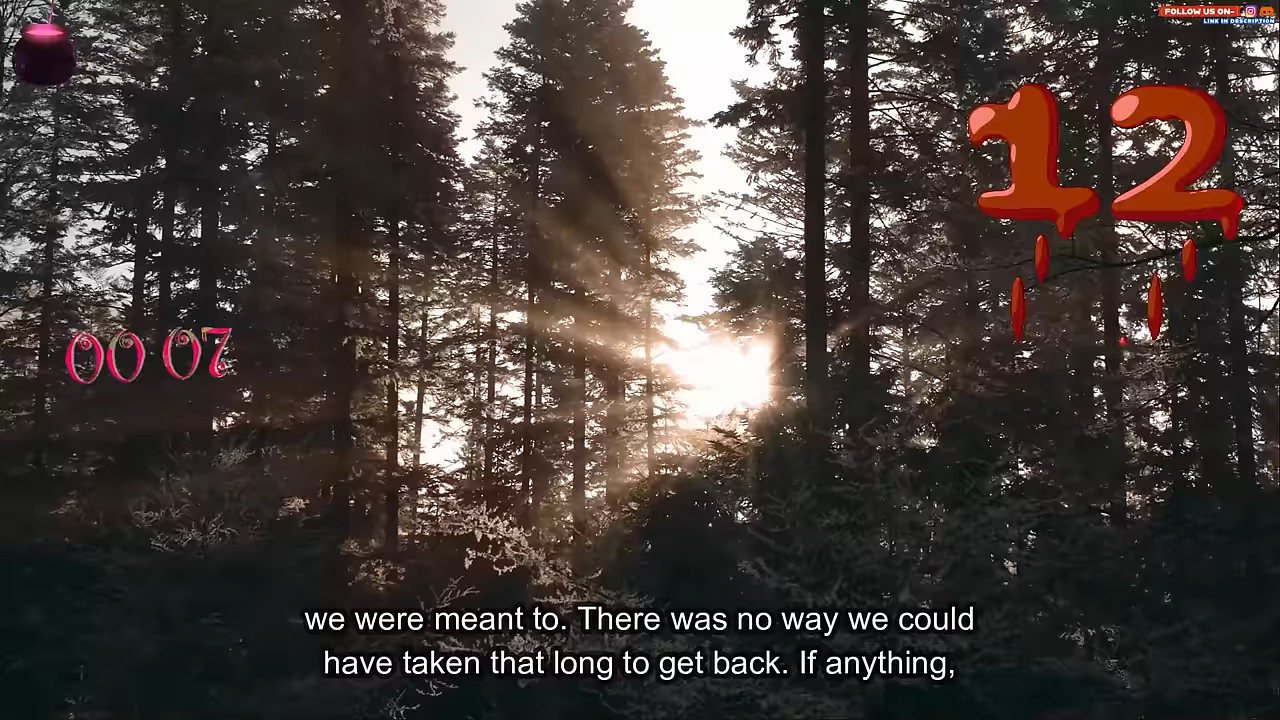 FOLLOW US ON-
LINK IN DESCRIPTION
12
00 07
we were meant to. There was no way we could
have taken that long to get back. If anything,